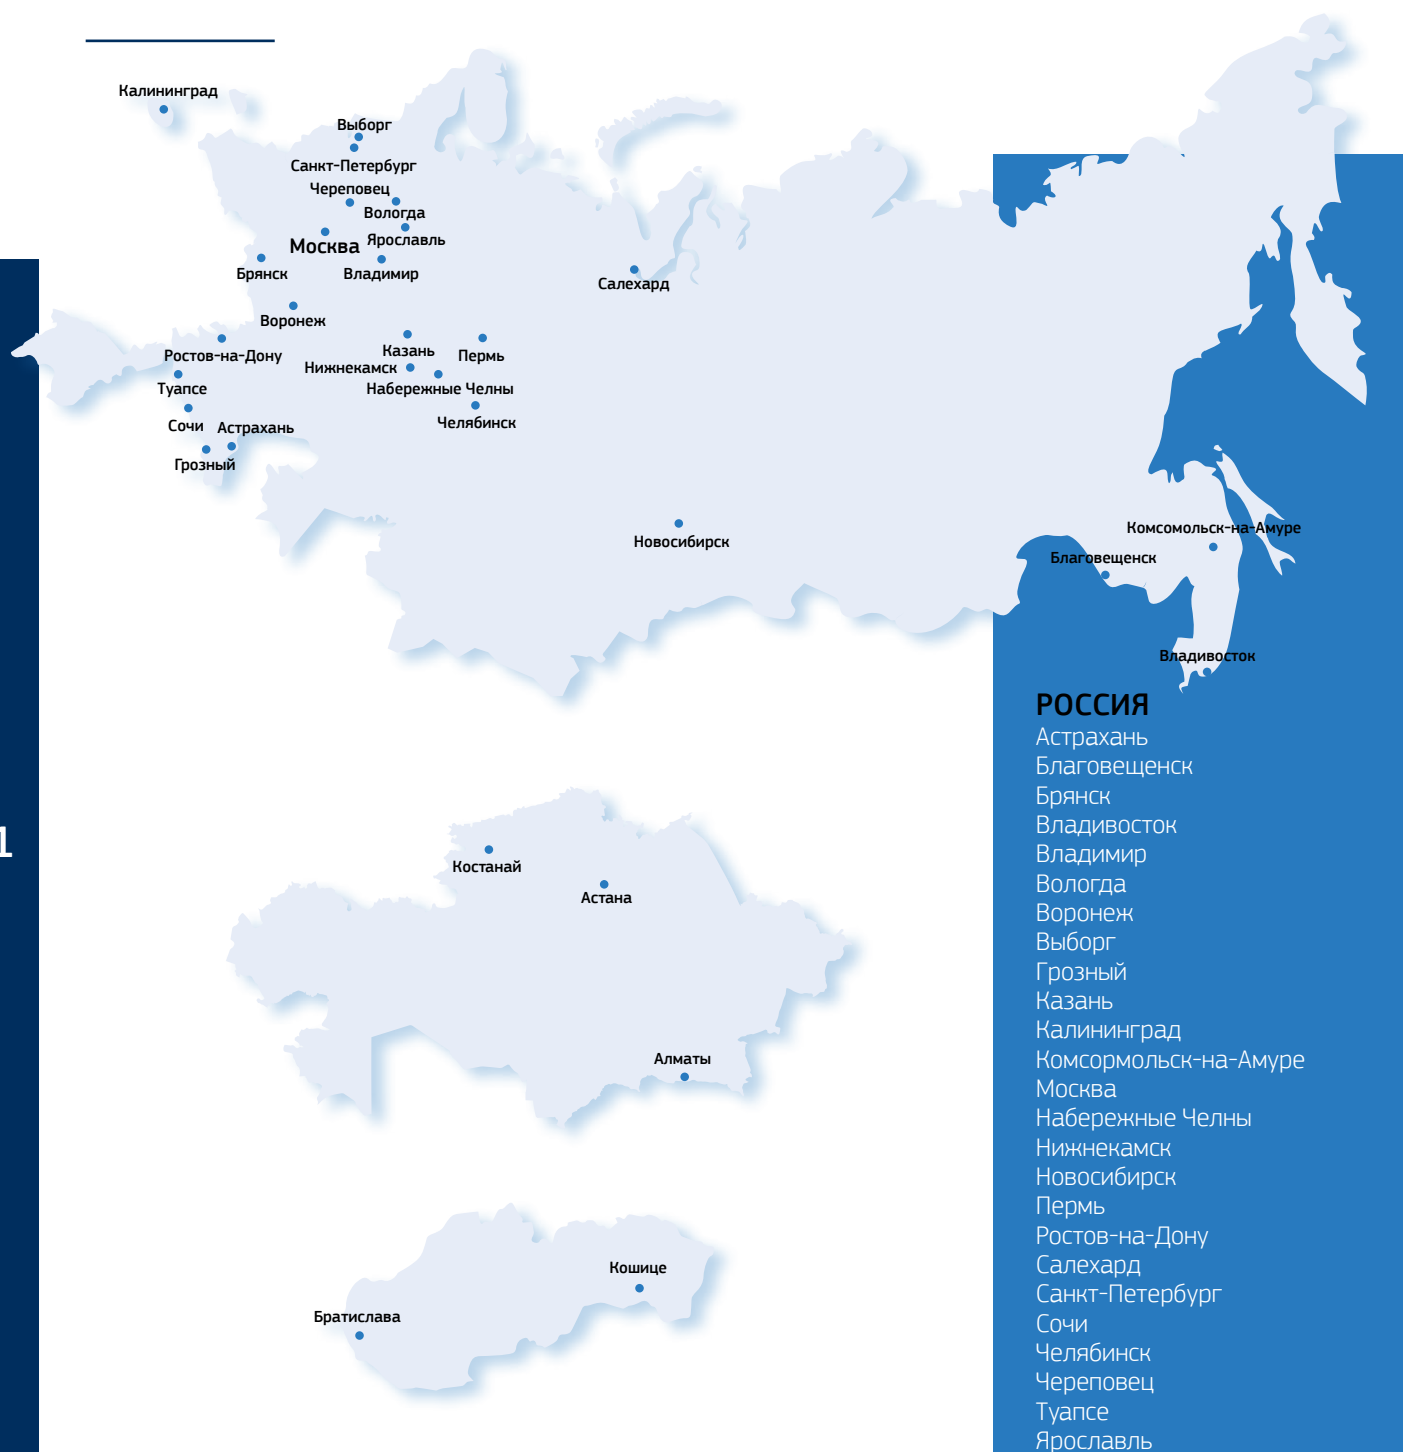 Калининград
Выборг
Санкт-Петербург
Череповец
Вологда
Москва
Ярославль
Брянск
Владимир
Салехард
Воронеж
Ростов-на-Дону
Казань
Пермь
Нижнекамск
Туапсе
Набережные Челны
Сочи
Астрахань
Челябинск
Грозный
Новосибирск
Комсомольск-на-Амуре
Благовещенск
Владивосток
Костанай
Астана
Алматы
Кошице
Братислава
1
РОССИЯ
Астрахань
Благовещенск
Брянск
Владивосток
Владимир
Вологда
Воронеж
Выборг
Грозный
Казань
Калининград
Комсормольск-на-Амуре
Москва
Набережные Челны
Нижнекамск
Новосибирск
Пермь
Ростов-на-Дону
Салехард
Санкт-Петербург
Сочи
Челябинск
Череповец
Туапсе
Ярославль